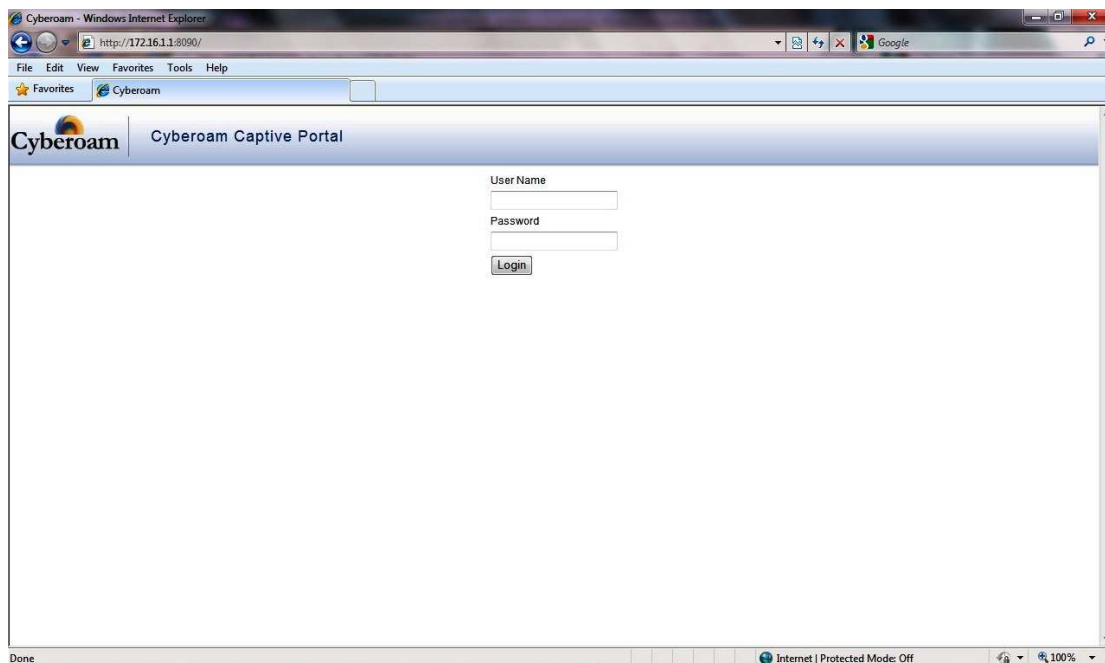 Cyberoam - Windows Internet Explorer
http://172.16.1.1:8090/
Google
File Edit View Favorites Tools Help
Favorites Cyberoam
Cyberoam Cyberoam Captive Portal
User Name
Password
Login
Done Internet | Protected Mode: Off 100%